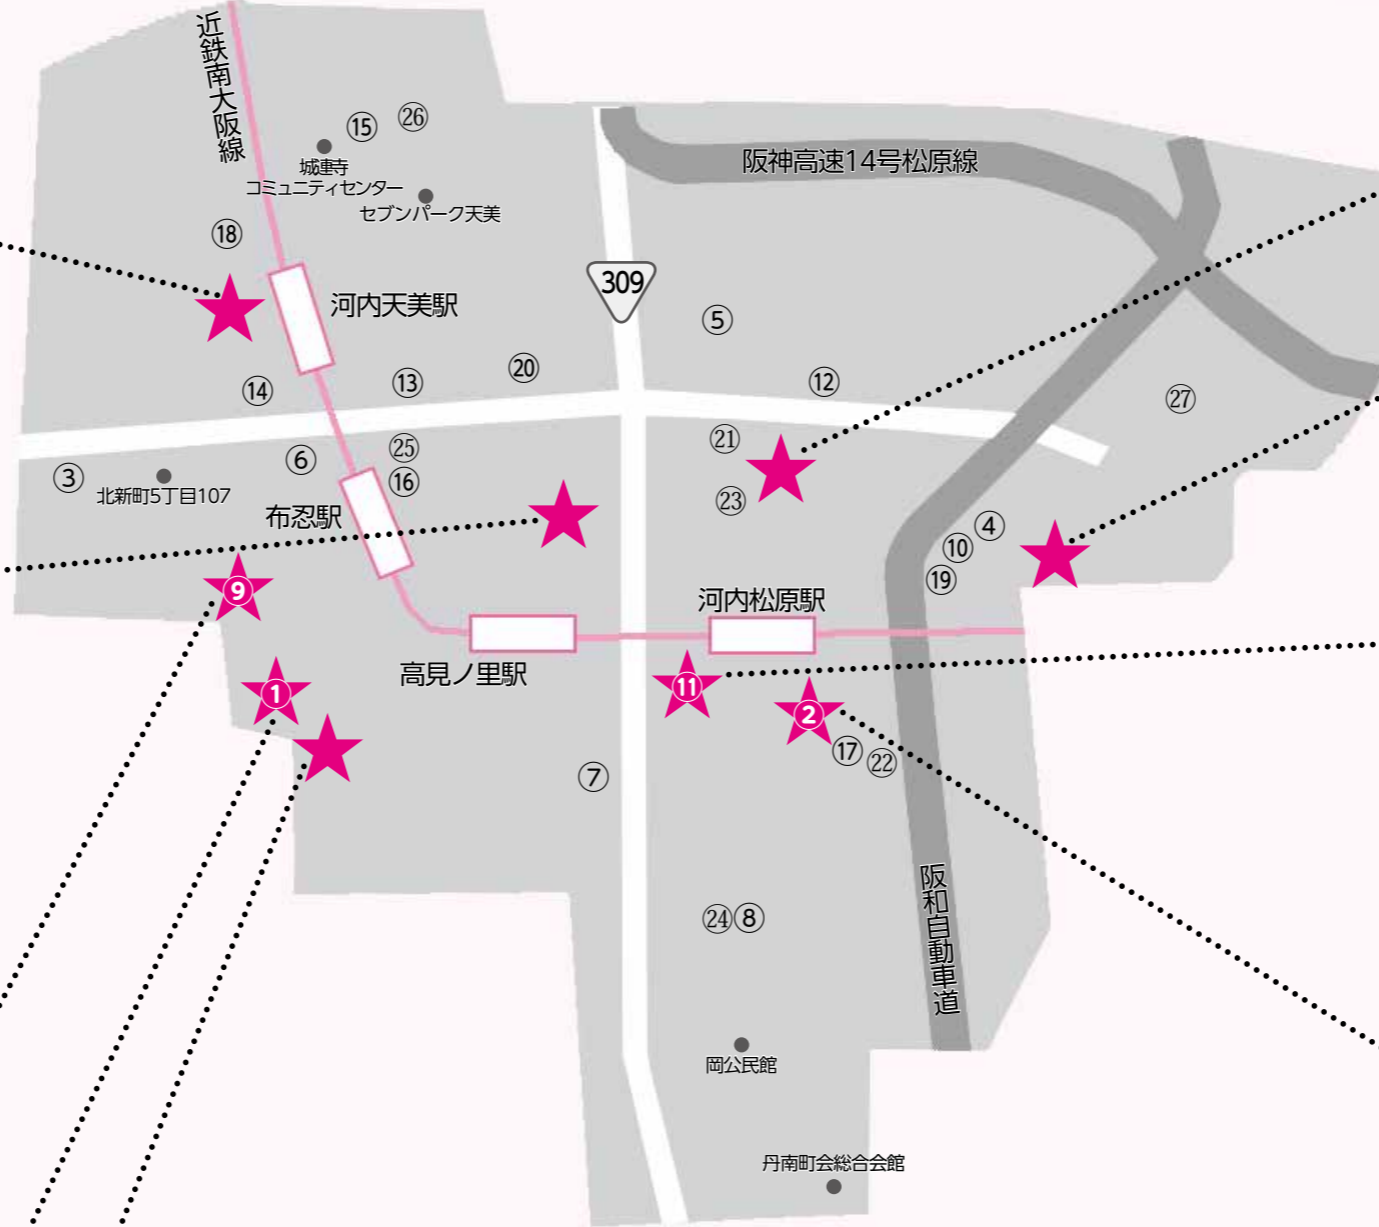 近鉄南大阪線
⑮
㉖
城連寺
コミュニティセンター
セブンパーク天美
阪神高速14号松原線
⑱
河内天美駅
309
⑤
⑭
⑬
⑳
⑫
㉗
③
北新町5丁目107
⑥
㉕
⑯
㉑
㉓
布忍駅
④
⑩
⑲
9
河内松原駅
高見ノ里駅
1
11
2
⑰
㉒
⑦
阪和自動車道
㉔⑧
岡公民館
丹南町会総合会館